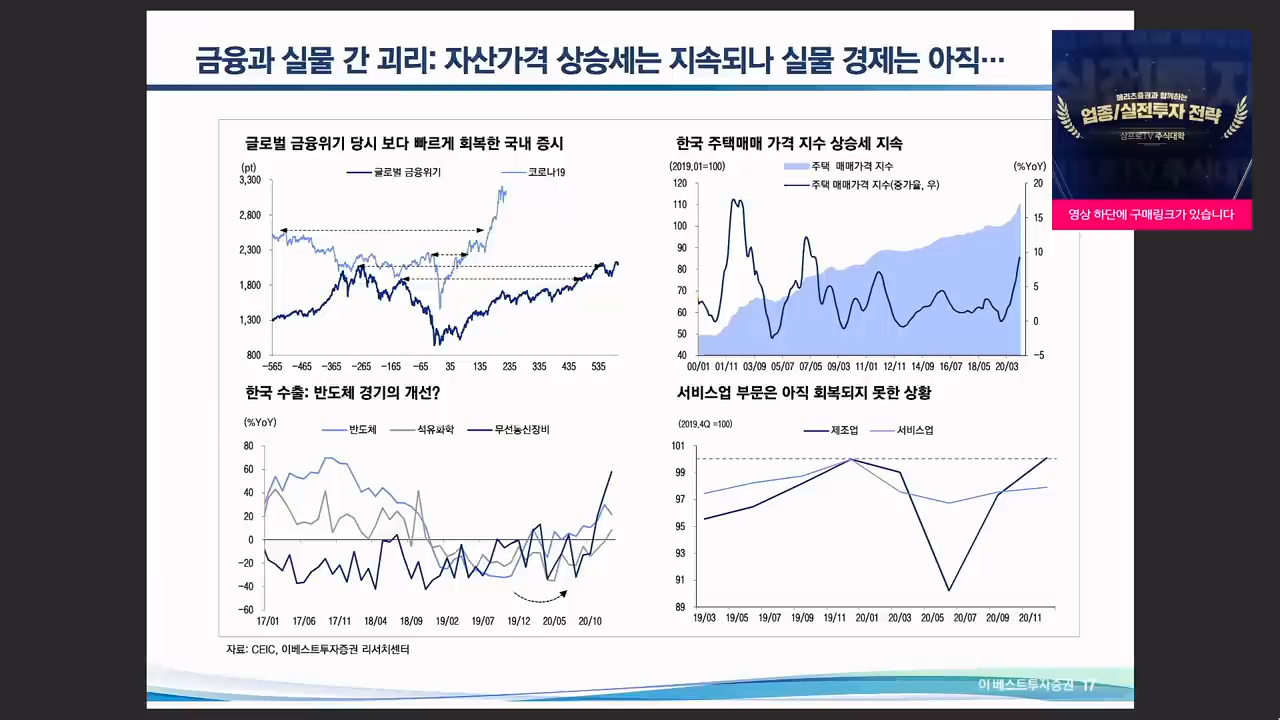 금융과 실물 간 괴리: 자산가격 상승세는 지속되나 실물 경제는 아직…
메리츠증권과 함께하는
업종/실전투자 전략
삼프로TV 주식대학
영상 하단에 구매링크가 있습니다
글로벌 금융위기 당시 보다 빠르게 회복한 국내 증시
(pt)
글로벌 금융위기
코로나19
3,300
2,800
2,300
1,800
1,300
800
-565 -465 -365 -265 -165 -65 35 135 235 335 435 535
한국 주택매매 가격 지수 상승세 지속
(2019.01=100)
주택 매매가격 지수
(%YoY)
주택 매매가격 지수(증가율, 우)
120
110
100
90
80
70
60
50
40
20
15
10
5
0
-5
00/01 01/11 03/09 05/07 07/05 09/03 11/01 12/11 14/09 16/07 18/05 20/03
한국 수출: 반도체 경기의 개선?
(%YoY)
반도체
석유화학
무선통신장비
80
60
40
20
0
-20
-40
-60
17/01 17/06 17/11 18/04 18/09 19/02 19/07 19/12 20/05 20/10
서비스업 부문은 아직 회복되지 못한 상황
(2019.4Q =100)
제조업
서비스업
101
99
97
95
93
91
89
19/03 19/05 19/07 19/09 19/11 20/01 20/03 20/05 20/07 20/09 20/11
자료: CEIC, 이베스트투자증권 리서치센터
이베스트투자증권 17